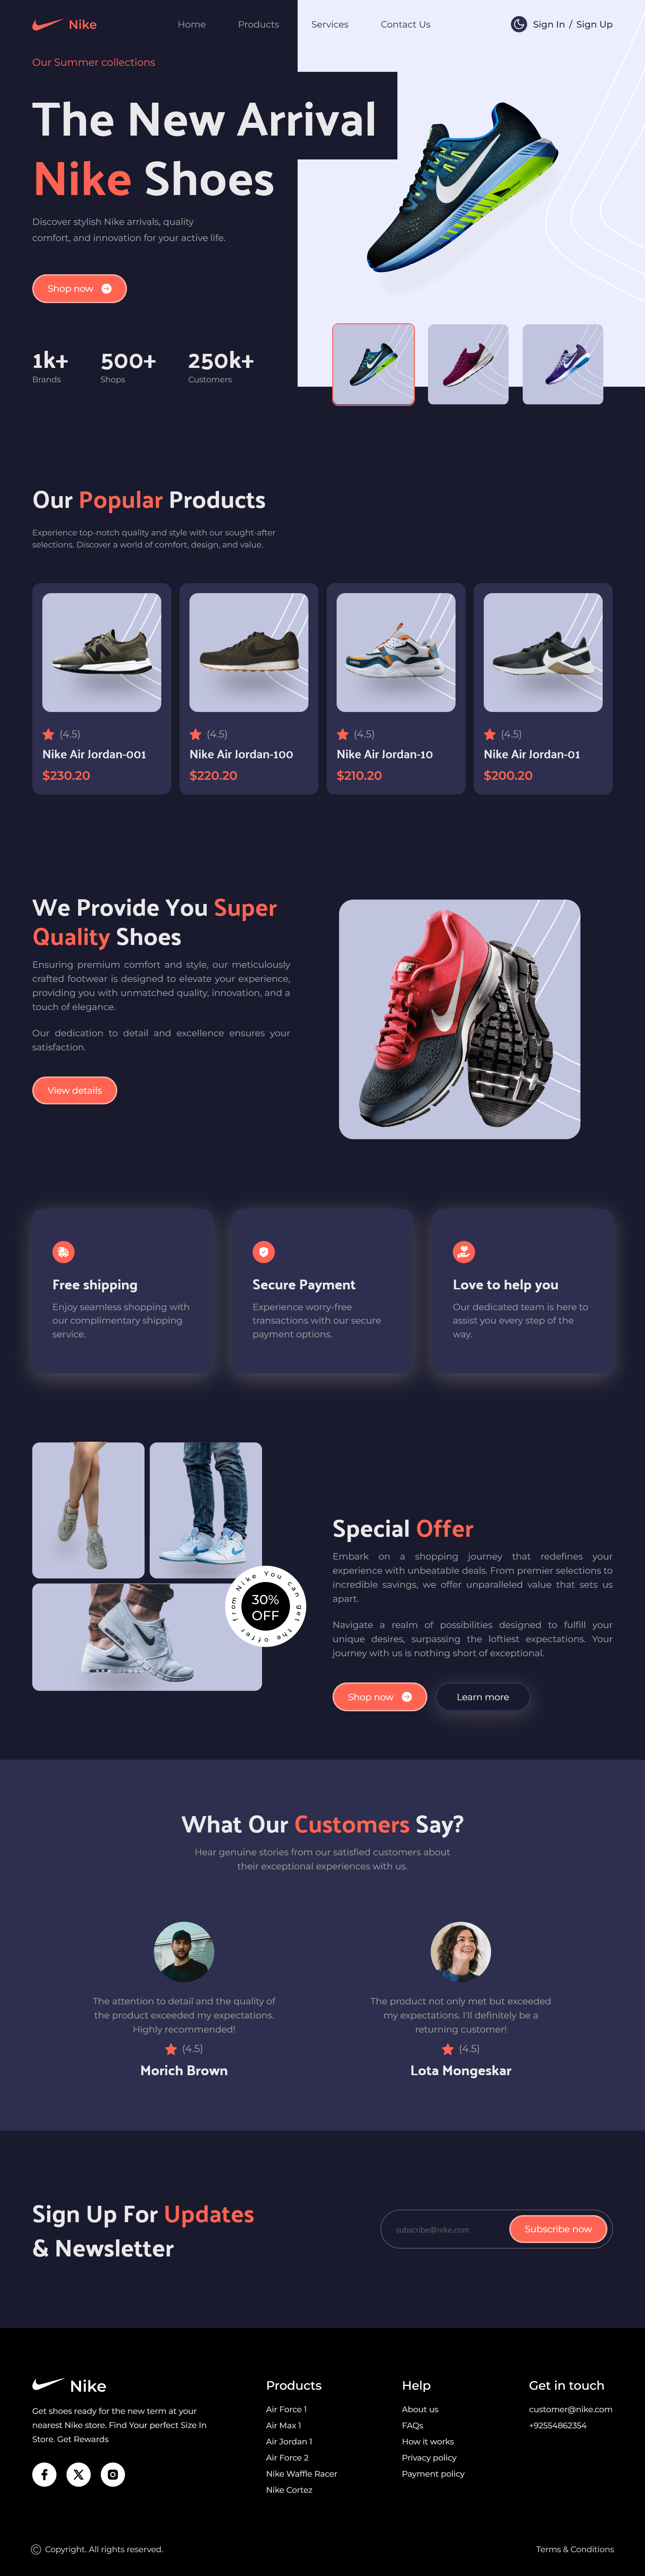 Nike
Home
Products
Services
Contact Us
Sign In / Sign Up
Our Summer collections
The New Arrival
Nike Shoes
Discover stylish Nike arrivals, quality
comfort, and innovation for your active life.
Shop now
1k+
Brands
500+
Shops
250k+
Customers
Our Popular Products
Experience top-notch quality and style with our sought-after
selections. Discover a world of comfort, design, and value.
(4.5)
Nike Air Jordan-001
$230.20
(4.5)
Nike Air Jordan-100
$220.20
(4.5)
Nike Air Jordan-10
$210.20
(4.5)
Nike Air Jordan-01
$200.20
We Provide You Super
Quality Shoes
Ensuring premium comfort and style, our meticulously
crafted footwear is designed to elevate your experience,
providing you with unmatched quality, innovation, and a
touch of elegance.
Our dedication to detail and excellence ensures your
satisfaction.
View details
Free shipping
Enjoy seamless shopping with
our complimentary shipping
service.
Secure Payment
Experience worry-free
transactions with our secure
payment options.
Love to help you
Our dedicated team is here to
assist you every step of the
way.
from Nike You can get the offer
30%
OFF
Special Offer
Embark on a shopping journey that redefines your
experience with unbeatable deals. From premier selections to
incredible savings, we offer unparalleled value that sets us
apart.
Navigate a realm of possibilities designed to fulfill your
unique desires, surpassing the loftiest expectations. Your
journey with us is nothing short of exceptional.
Shop now
Learn more
What Our Customers Say?
Hear genuine stories from our satisfied customers about
their exceptional experiences with us.
The attention to detail and the quality of
the product exceeded my expectations.
Highly recommended!
(4.5)
Morich Brown
The product not only met but exceeded
my expectations. I'll definitely be a
returning customer!
(4.5)
Lota Mongeskar
Sign Up For Updates
& Newsletter
subscribe@nike.com
Subscribe now
Nike
Get shoes ready for the new term at your
nearest Nike store. Find Your perfect Size In
Store. Get Rewards
Products
Air Force 1
Air Max 1
Air Jordan 1
Air Force 2
Nike Waffle Racer
Nike Cortez
Help
About us
FAQs
How it works
Privacy policy
Payment policy
Get in touch
customer@nike.com
+92554862354
© Copyright. All rights reserved.
Terms & Conditions